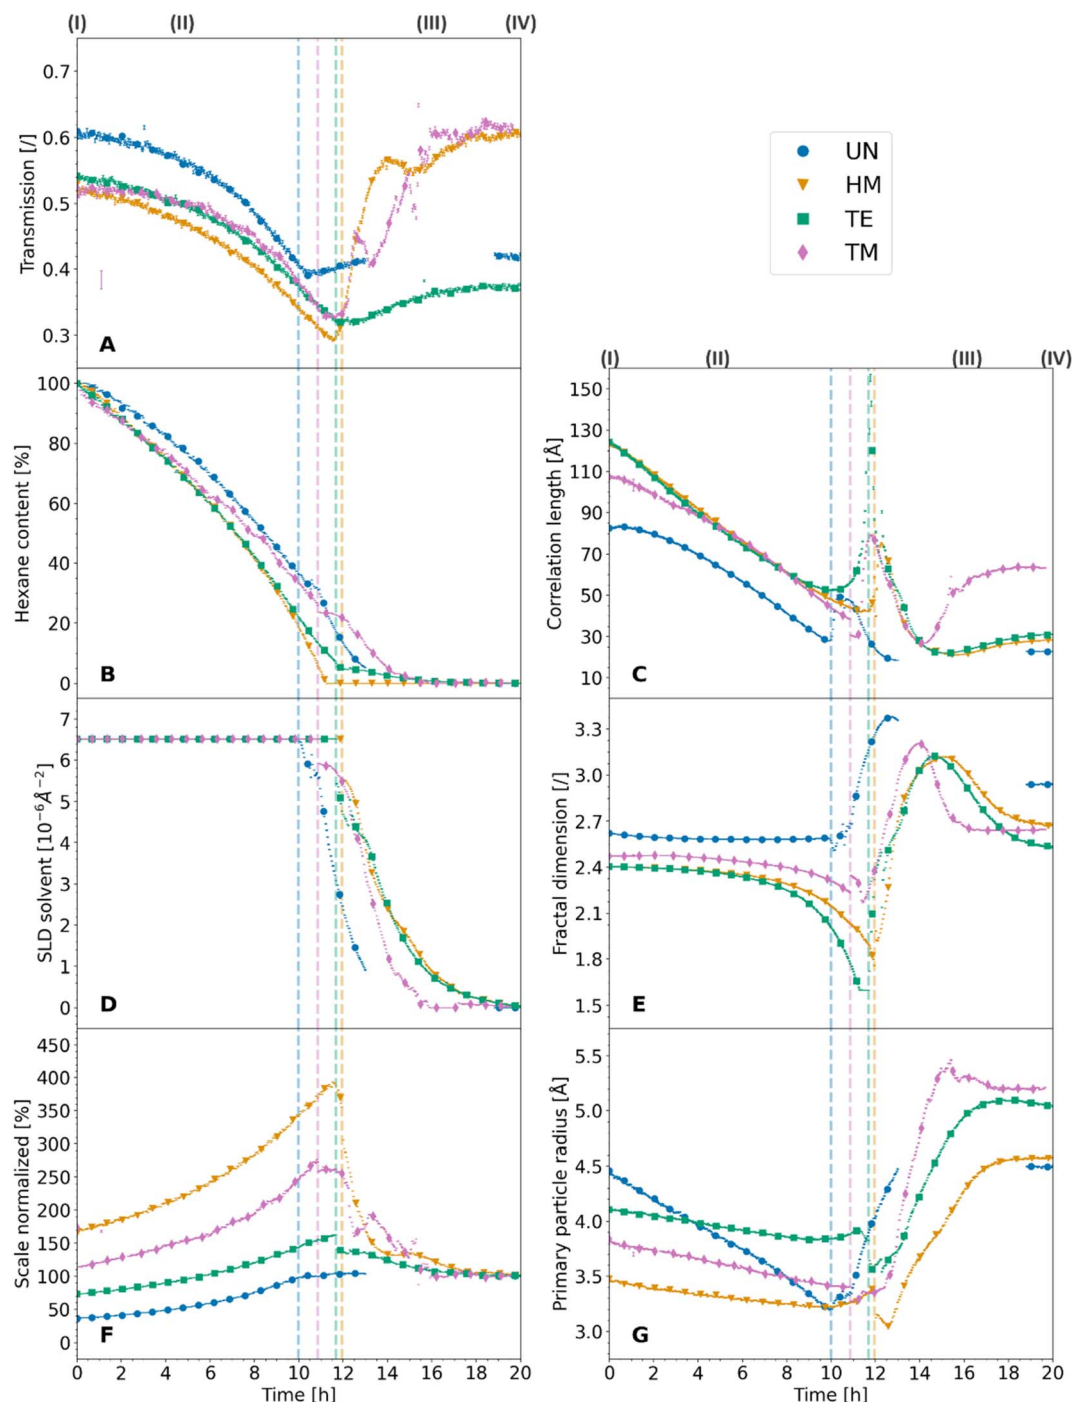 (I) (II) (III) (IV)
0.7
0.6
0.5
0.4
0.3
Transmission [/]
A
UN
HM
TE
TM
100
80
60
40
20
0
Hexane content [%]
B
(I) (II) (III) (IV)
150
130
110
90
70
50
30
10
Correlation length [Å]
C
7
6
5
4
3
2
1
0
SLD solvent [10⁻⁶Å⁻²]
D
3.3
3.0
2.7
2.4
2.1
1.8
1.5
Fractal dimension [/]
E
450
400
350
300
250
200
150
100
50
0
Scale normalized [%]
F
0 2 4 6 8 10 12 14 16 18 20
Time [h]
5.5
5.0
4.5
4.0
3.5
3.0
Primary particle radius [Å]
G
0 2 4 6 8 10 12 14 16 18 20
Time [h]